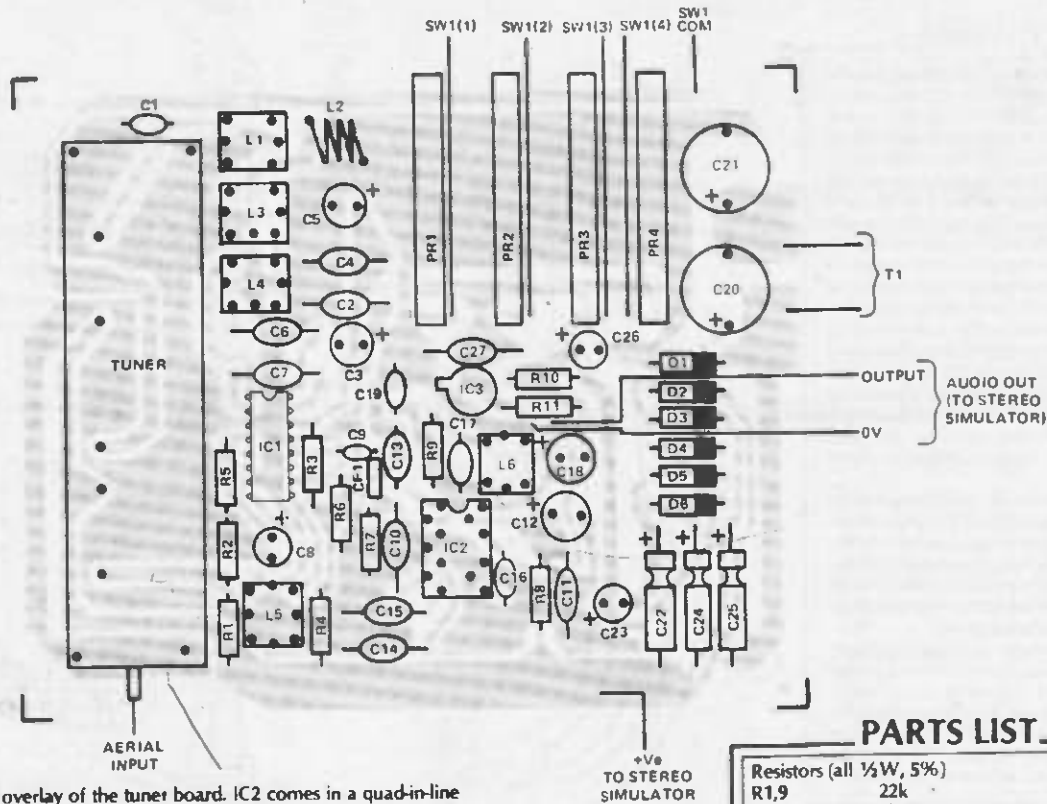 SW1(1)
SW1(2)
SW1(3)
SW1(4)
SW1
COM
C1
L1
L2
C21
L3
C5
PR1
PR2
PR3
PR4
C4
L4
C2
C20
T1
C6
C3
C26
TUNER
C7
C27
D1
C19
IC3
R10
OUTPUT
D2
R11
AUDIO OUT
(TO STEREO
SIMULATOR)
C17
D3
IC1
R3
C9
C13
R9
0V
L6
D4
R5
CF1
C18
D5
R6
D6
C12
R2
C8
R7
C10
IC2
C16
R8
C11
L5
R1
R4
C15
C23
C22
C24
C25
C14
AERIAL
INPUT
+Ve
TO STEREO
SIMULATOR
PARTS LIST
Resistors (all ½W, 5%)
R1,9 22k
overlay of the tuner board. IC2 comes in a quad-in-line